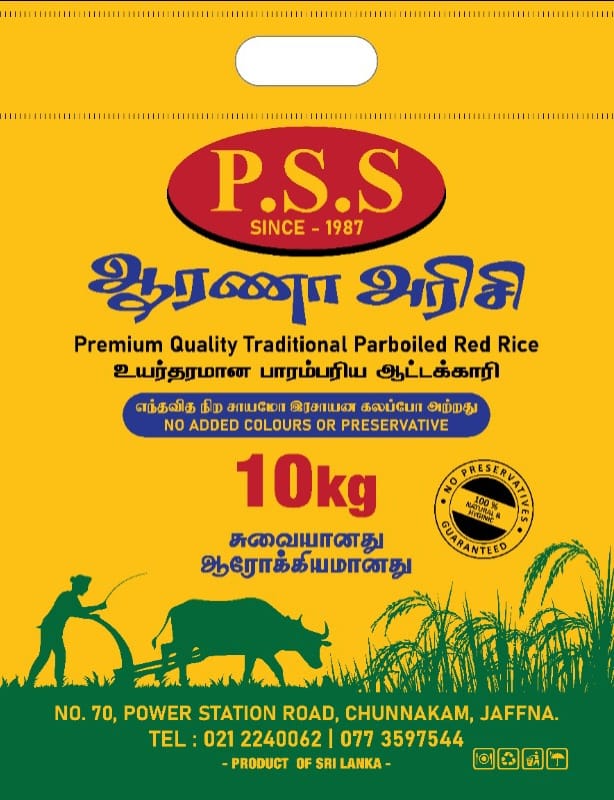 P.S.S
SINCE - 1987
ஆரணா அரிசி
Premium Quality Traditional Parboiled Red Rice
உயர்தரமான பாரம்பரிய ஆட்டக்காரி
எந்தவித நிற சாயமோ இரசாயன கலப்போ அற்றது
NO ADDED COLOURS OR PRESERVATIVE
10kg
NO PRESERVATIVES
100 %
NATURAL &
HYGINIC
GUARANTEED
சுவையானது
ஆரோக்கியமானது
NO. 70, POWER STATION ROAD, CHUNNAKAM, JAFFNA.
TEL : 021 2240062 | 077 3597544
- PRODUCT OF SRI LANKA -